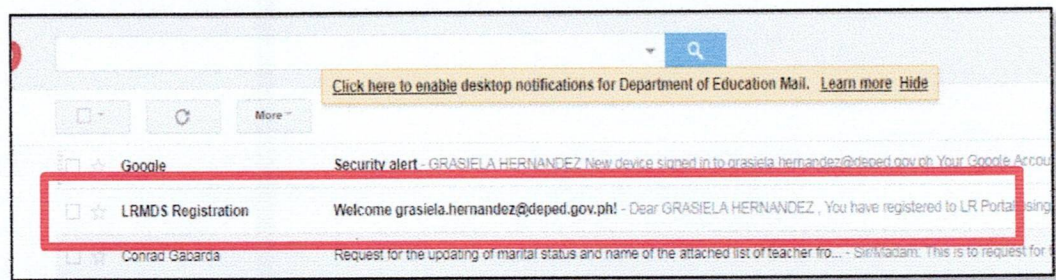 Click here to enable desktop notifications for Department of Education Mail. Learn more Hide
More
Google Security alert - GRASIELA HERNANDEZ New device signed in to grasiela.hernandez@deped.gov.ph Your Google Accou
LRMDS Registration Welcome grasiela.hernandez@deped.gov.ph! - Dear GRASIELA HERNANDEZ , You have registered to LR Portal using
Conrad Gabarda Request for the updating of marital status and name of the attached list of teacher fro... - Sir/Madam: This is to request for